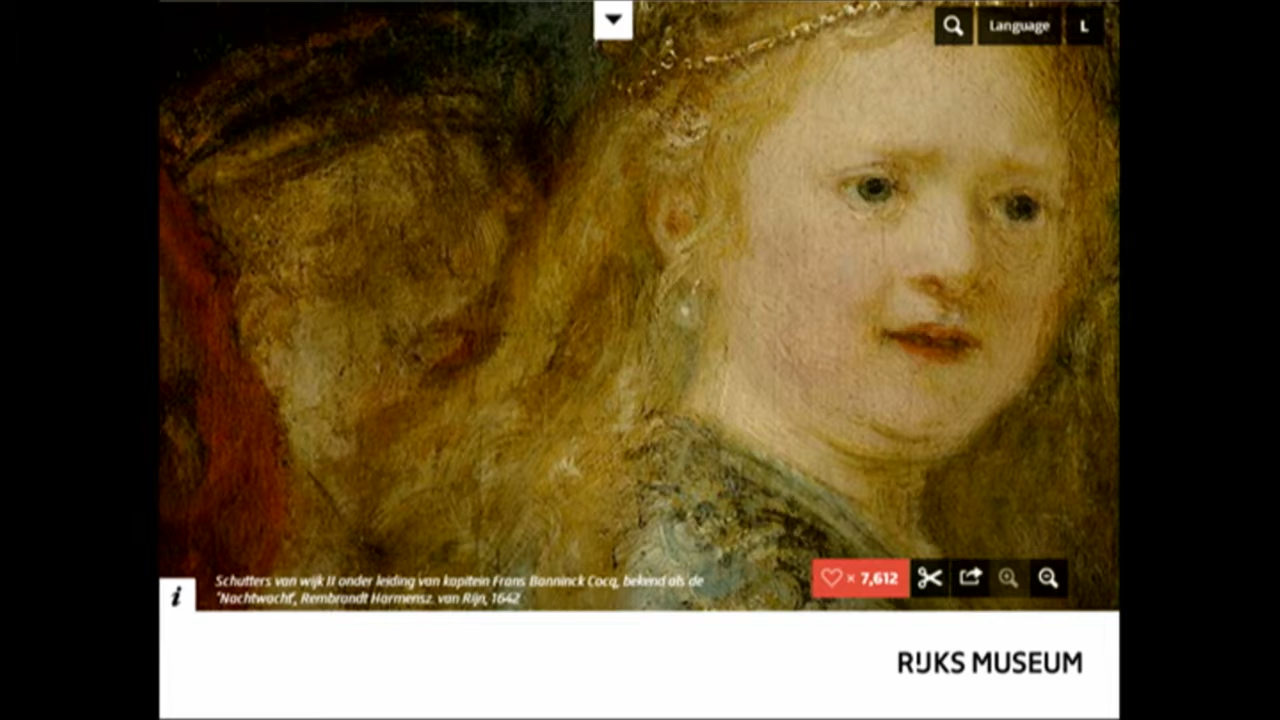 Language
L
Schutters van wijk II onder leiding van kapitein Frans Banninck Cocq, bekend als de
'Nachtwacht', Rembrandt Harmensz. van Rijn, 1642
i
× 7,612
RIJKS MUSEUM